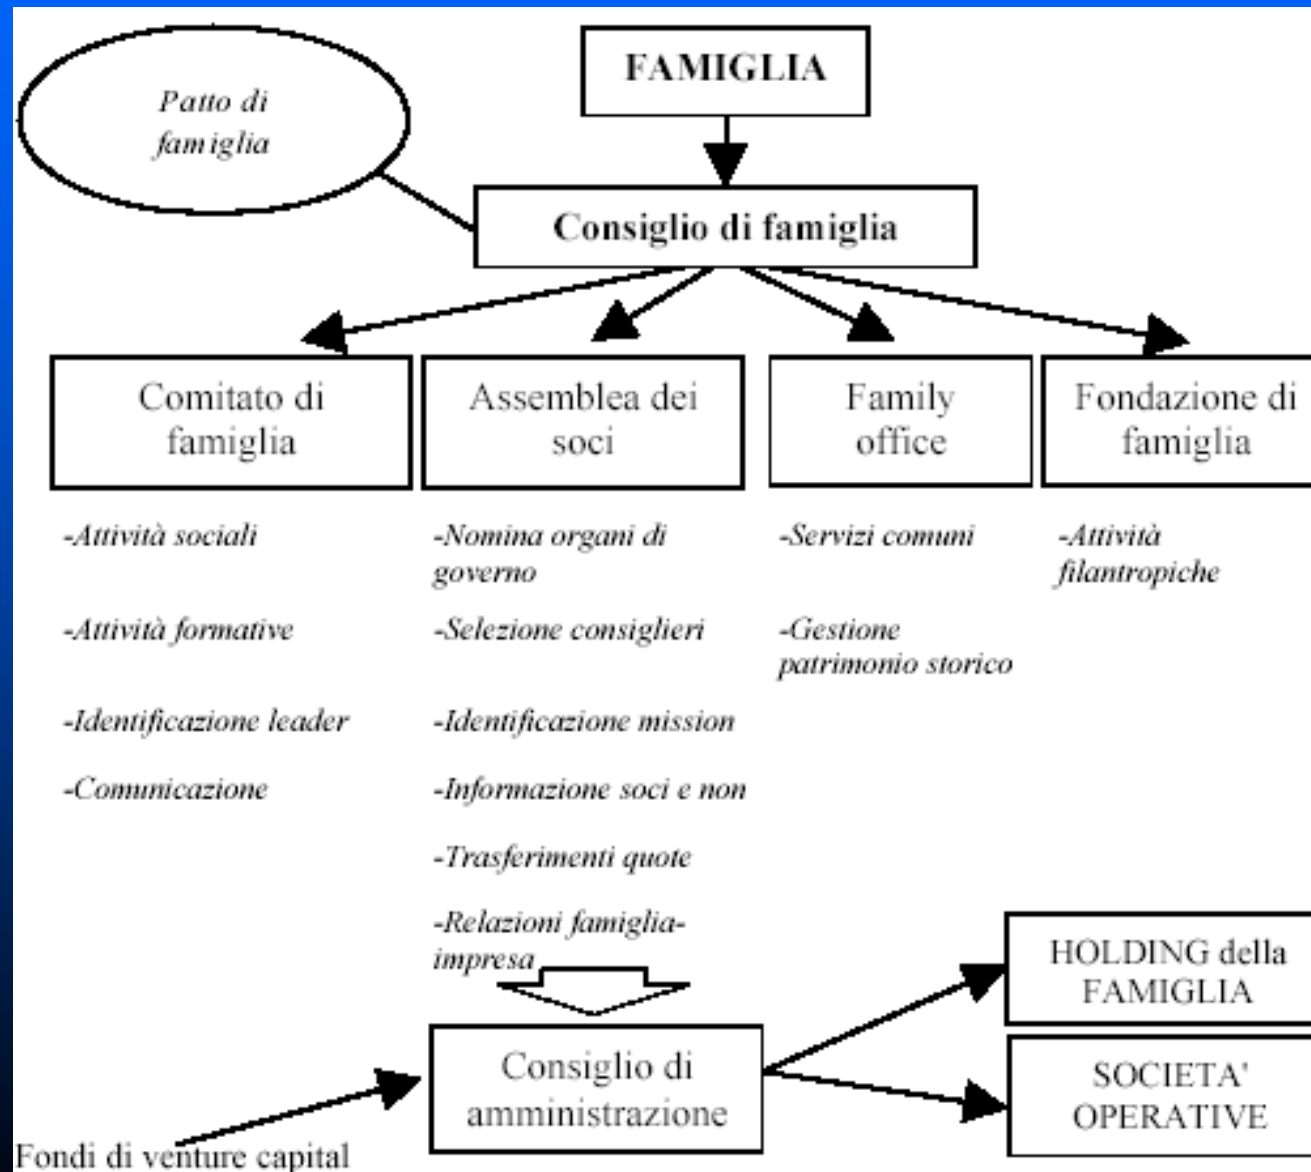 Patto di
famiglia
FAMIGLIA
Consiglio di famiglia
Comitato di
famiglia
Assemblea dei
soci
Family
office
Fondazione di
famiglia
-Attività sociali
-Attività formative
-Identificazione leader
-Comunicazione
-Nomina organi di
governo
-Selezione consiglieri
-Identificazione mission
-Informazione soci e non
-Trasferimenti quote
-Relazioni famiglia-
impresa
-Servizi comuni
-Gestione
patrimonio storico
-Attività
filantropiche
Consiglio di
amministrazione
HOLDING della
FAMIGLIA
SOCIETA'
OPERATIVE
Fondi di venture capital